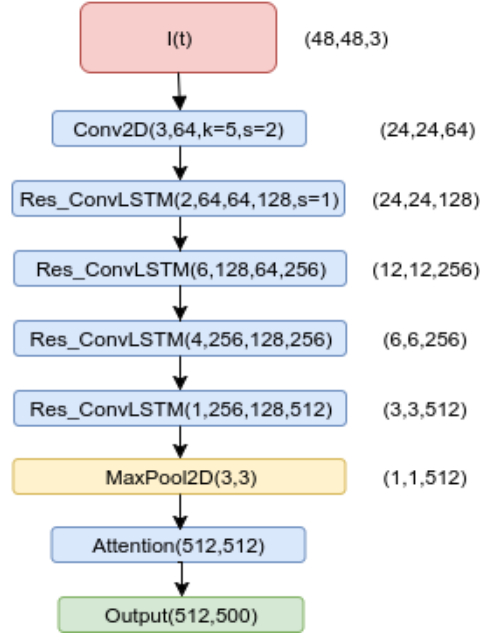 I(t) (48,48,3)
Conv2D(3,64,k=5,s=2) (24,24,64)
Res_ConvLSTM(2,64,64,128,s=1) (24,24,128)
Res_ConvLSTM(6,128,64,256) (12,12,256)
Res_ConvLSTM(4,256,128,256) (6,6,256)
Res_ConvLSTM(1,256,128,512) (3,3,512)
MaxPool2D(3,3) (1,1,512)
Attention(512,512)
Output(512,500)